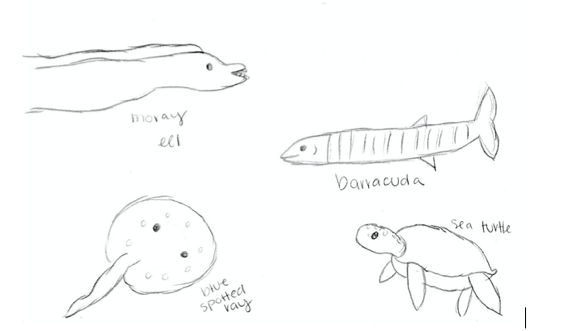 moray
eel
barracuda
sea turtle
blue
spotted
ray